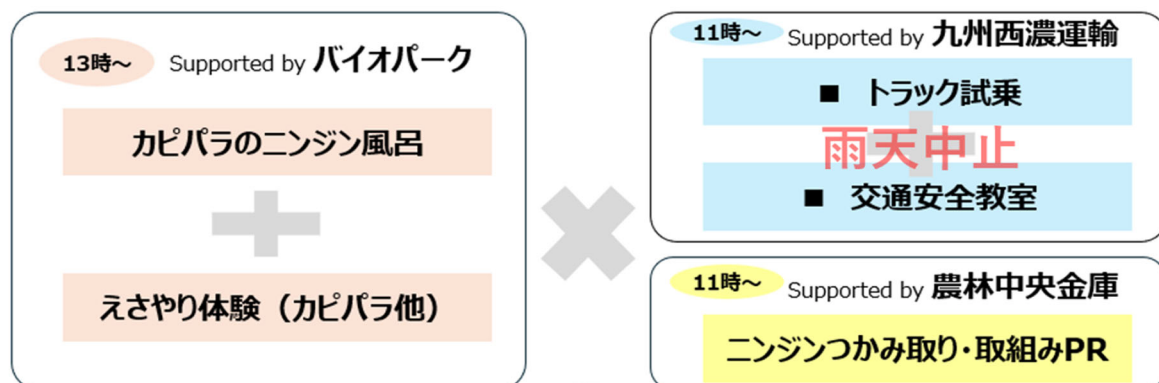 13時～ Supported by バイオパーク
カピパラのニンジン風呂
えさやり体験（カピパラ他）
11時～ Supported by 九州西濃運輸
■ トラック試乗
雨天中止
■ 交通安全教室
11時～ Supported by 農林中央金庫
ニンジンつかみ取り・取組みPR